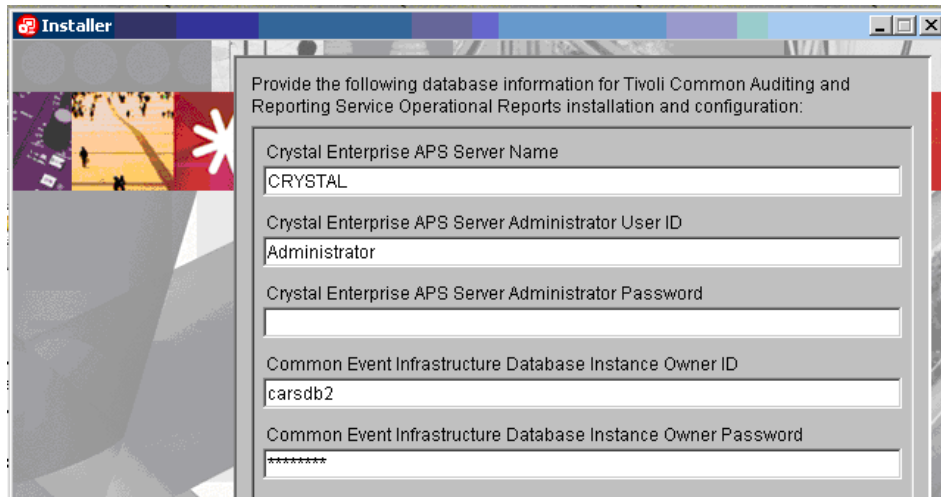 Installer
Provide the following database information for Tivoli Common Auditing and
Reporting Service Operational Reports installation and configuration:
Crystal Enterprise APS Server Name
CRYSTAL
Crystal Enterprise APS Server Administrator User ID
Administrator
Crystal Enterprise APS Server Administrator Password
Common Event Infrastructure Database Instance Owner ID
carsdb2
Common Event Infrastructure Database Instance Owner Password
********